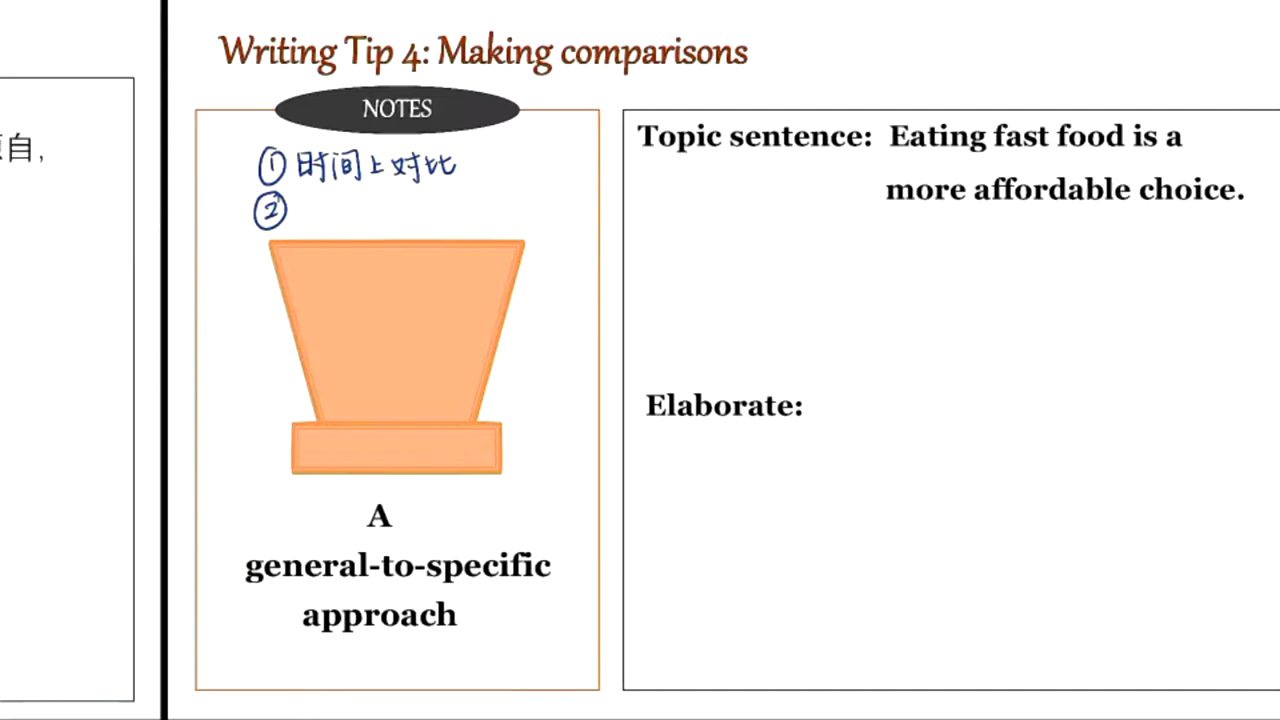 Writing Tip 4: Making comparisons
自，
NOTES
① 时间上对比
②
A
general-to-specific
approach
Topic sentence: Eating fast food is a
more affordable choice.
Elaborate: